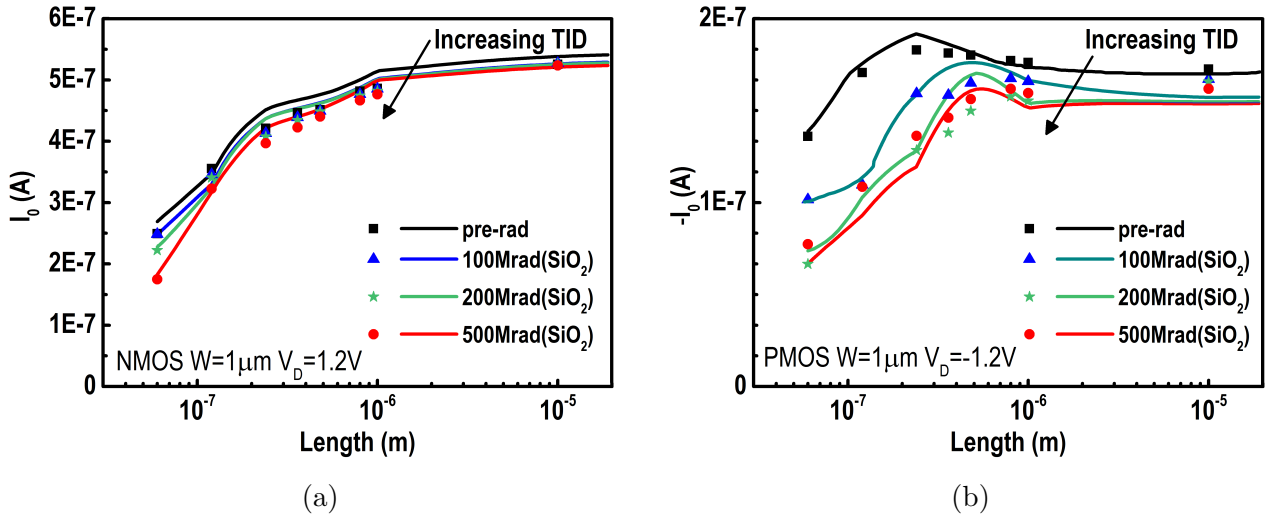 6E-7
5E-7
4E-7
3E-7
2E-7
1E-7
0
I₀ (A)
Increasing TID
pre-rad
100Mrad(SiO₂)
200Mrad(SiO₂)
500Mrad(SiO₂)
NMOS W=1μm V_D=1.2V
10⁻⁷
10⁻⁶
10⁻⁵
Length (m)
(a)
2E-7
1E-7
0
-I₀ (A)
Increasing TID
pre-rad
100Mrad(SiO₂)
200Mrad(SiO₂)
500Mrad(SiO₂)
PMOS W=1μm V_D=-1.2V
10⁻⁷
10⁻⁶
10⁻⁵
Length (m)
(b)